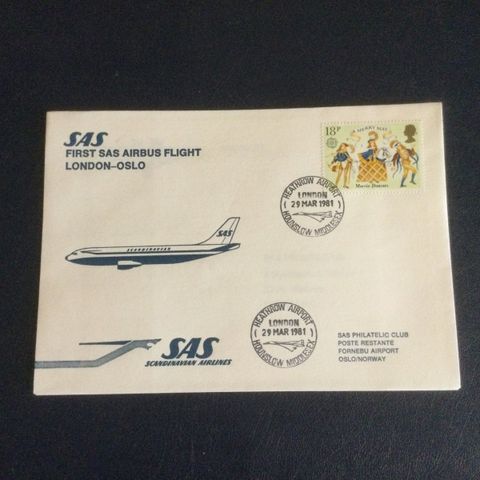 SAS
FIRST SAS AIRBUS FLIGHT
LONDON–OSLO
18P
MERRY MAY
Morris Dancers
HEATHROW AIRPORT
LONDON
29 MAR 1981
HOUNSLOW MIDDLESEX
SAS
SCANDINAVIAN
HEATHROW AIRPORT
LONDON
29 MAR 1981
HOUNSLOW MIDDLESEX
SAS
SCANDINAVIAN AIRLINES
SAS PHILATELIC CLUB
POSTE RESTANTE
FORNEBU AIRPORT
OSLO/NORWAY